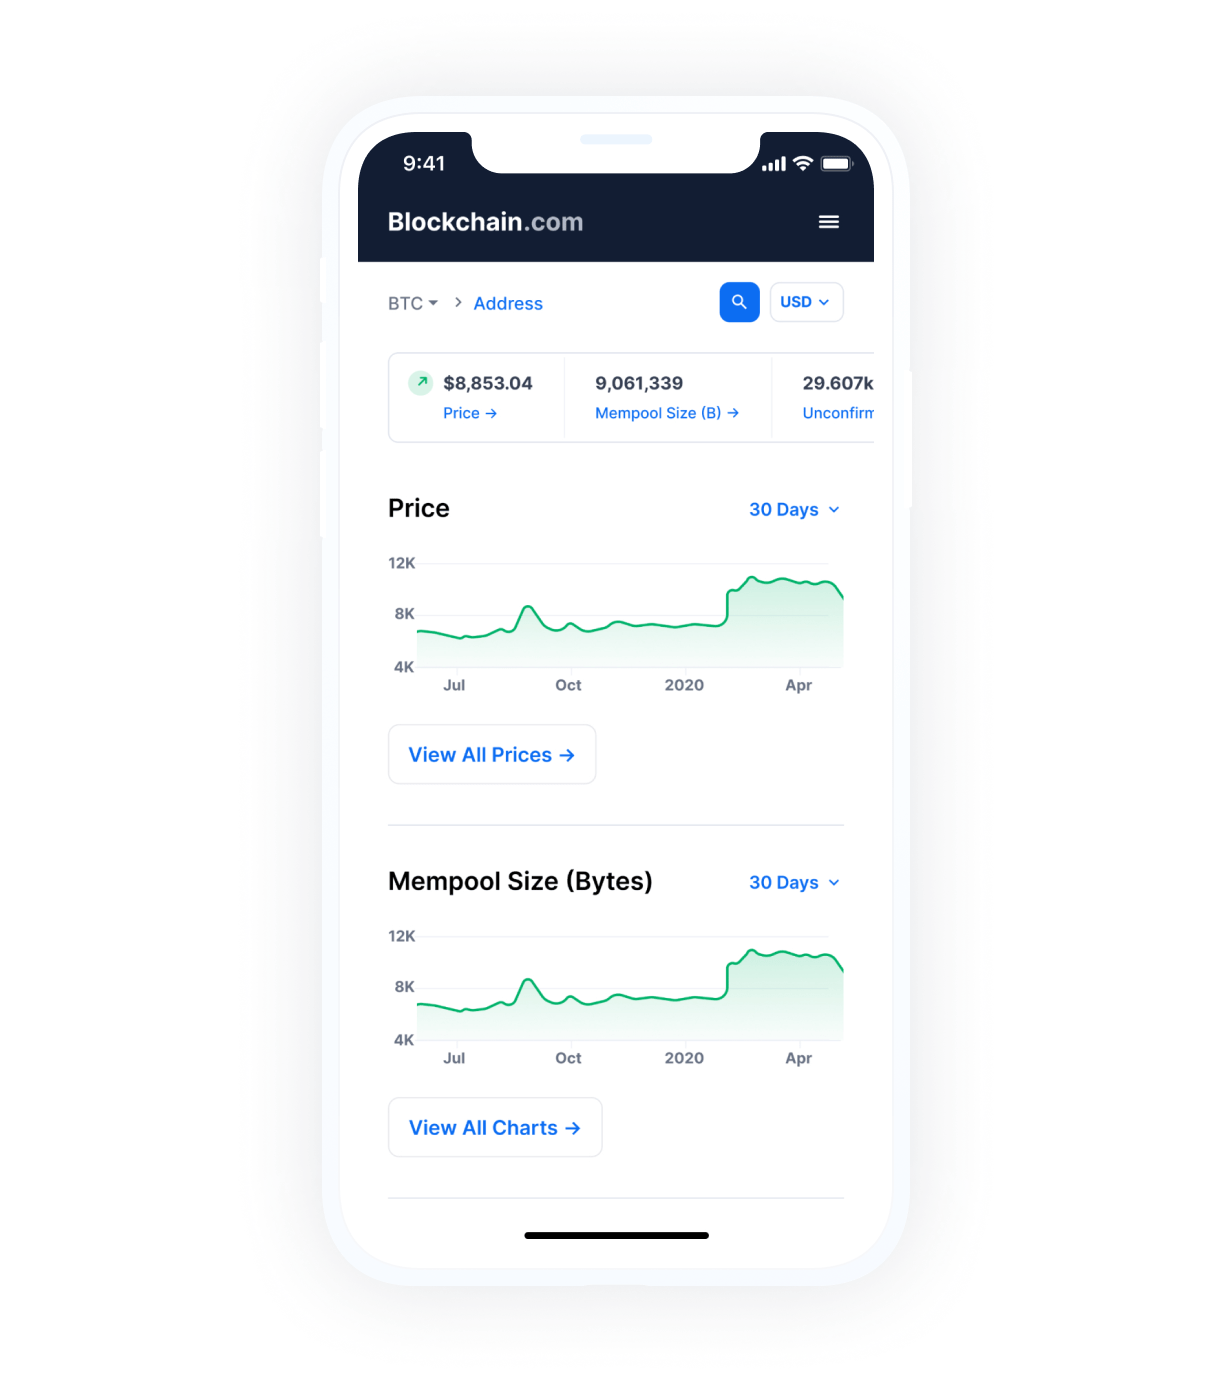 9:41
Blockchain.com
BTC > Address USD
$8,853.04 9,061,339 29.607k
Price → Mempool Size (B) → Unconfirm
Price 30 Days
12K
8K
4K
Jul Oct 2020 Apr
View All Prices →
Mempool Size (Bytes) 30 Days
12K
8K
4K
Jul Oct 2020 Apr
View All Charts →